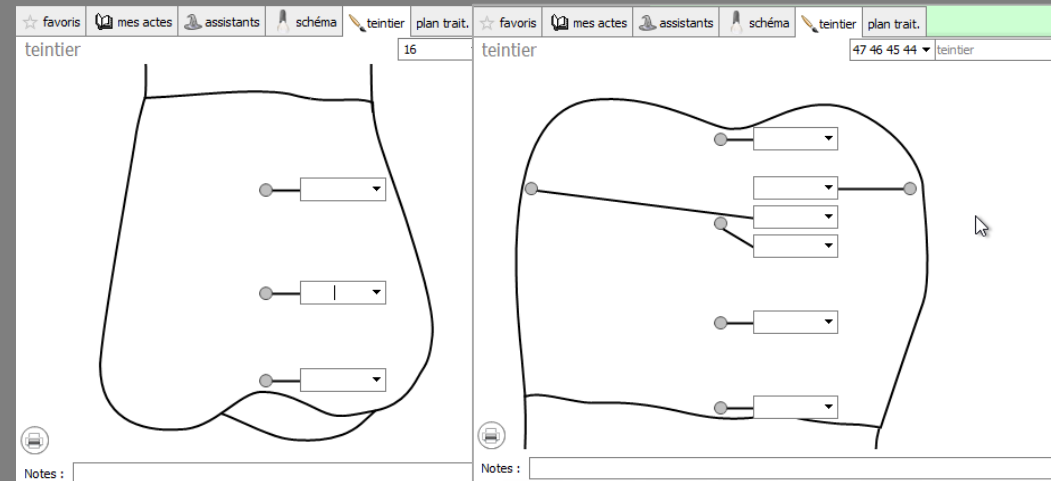 favoris mes actes assistants schéma teintier plan trait.
teintier 16
Notes :
favoris mes actes assistants schéma teintier plan trait.
teintier 47 46 45 44 teintier
Notes :